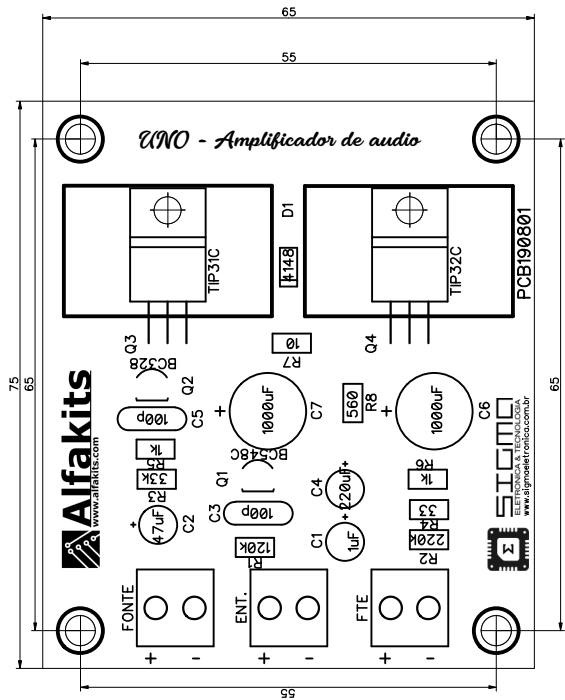 65
55
UNO - Amplificador de audio
D1
4148
TIP31C
TIP32C
PCB190801
75
65
65
Q3
Q4
10
R7
BC328
Q2
100p
C5
1000uF
C7
560
R8
1000uF
C6
1k
R5
33k
R3
BC548C
Q1
C3
100p
C4
220uF
R6
1k
33
R4
220k
R2
47uF
C2
C1
1uF
120k
R1
Alfakits
www.alfakits.com
SIGMA
ELETRONICA & TECNOLOGIA
www.sigmaeletronica.com.br
FONTE
ENT.
FTE
+ - + - + -
55